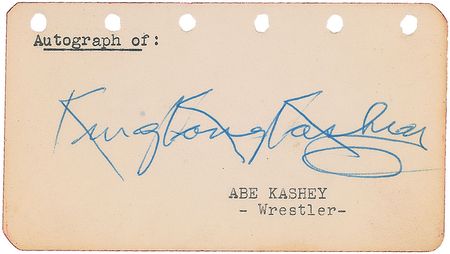 Autograph of:
King Kong Kashey
ABE KASHEY
- Wrestler-